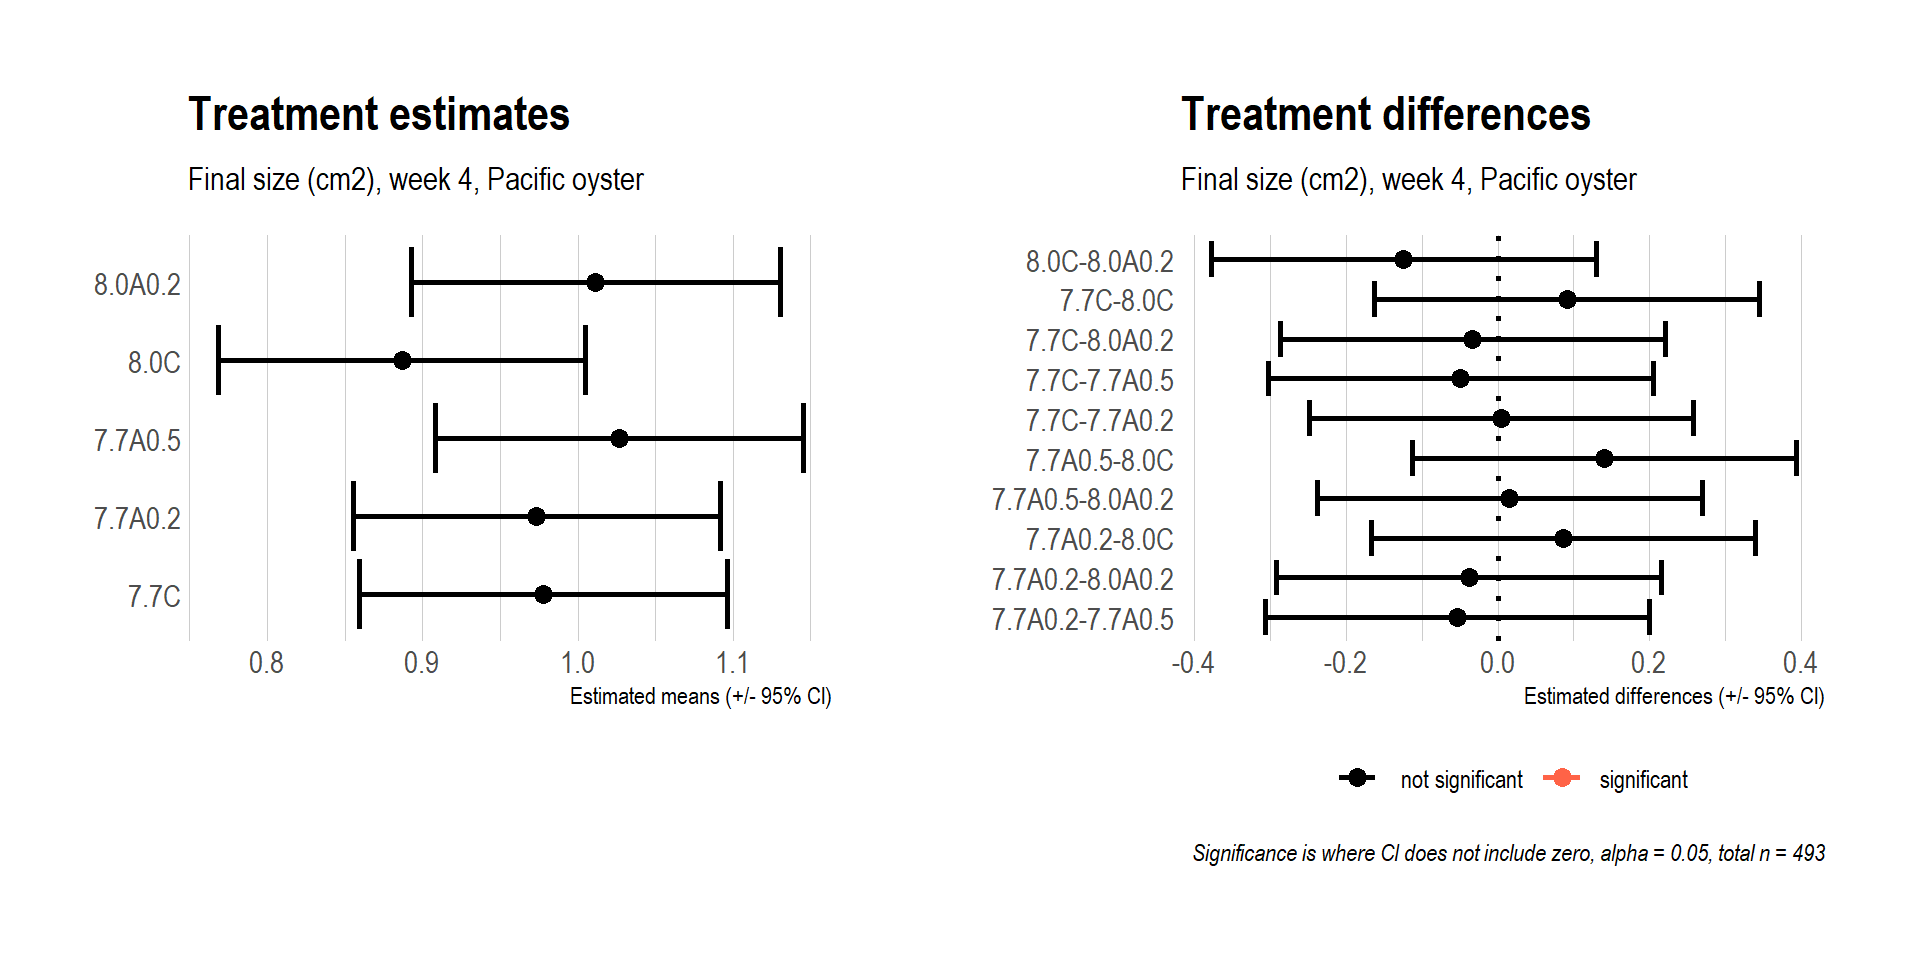 Treatment estimates
Final size (cm2), week 4, Pacific oyster
8.0A0.2
8.0C
7.7A0.5
7.7A0.2
7.7C
0.8 0.9 1.0 1.1
Estimated means (+/- 95% CI)
Treatment differences
Final size (cm2), week 4, Pacific oyster
8.0C-8.0A0.2
7.7C-8.0C
7.7C-8.0A0.2
7.7C-7.7A0.5
7.7C-7.7A0.2
7.7A0.5-8.0C
7.7A0.5-8.0A0.2
7.7A0.2-8.0C
7.7A0.2-8.0A0.2
7.7A0.2-7.7A0.5
-0.4 -0.2 0.0 0.2 0.4
Estimated differences (+/- 95% CI)
not significant significant
Significance is where CI does not include zero, alpha = 0.05, total n = 493